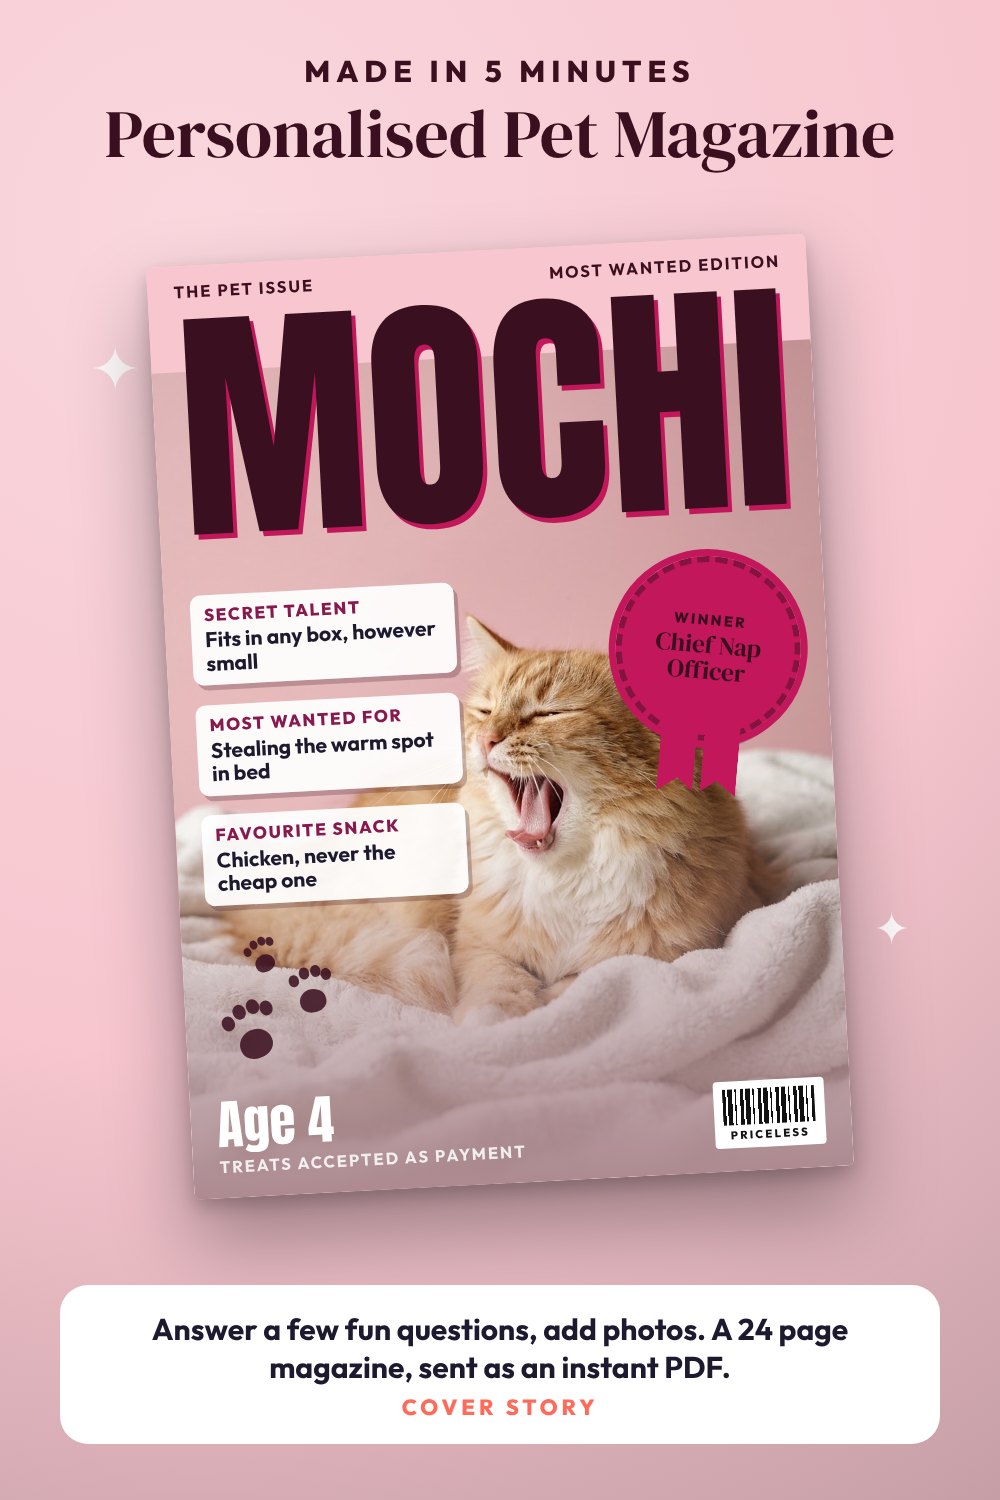 MADE IN 5 MINUTES
Personalised Pet Magazine
THE PET ISSUE
MOST WANTED EDITION
MOCHI
SECRET TALENT
Fits in any box, however
small
MOST WANTED FOR
Stealing the warm spot
in bed
FAVOURITE SNACK
Chicken, never the
cheap one
WINNER
Chief Nap
Officer
Age 4
TREATS ACCEPTED AS PAYMENT
PRICELESS
Answer a few fun questions, add photos. A 24 page
magazine, sent as an instant PDF.
COVER STORY